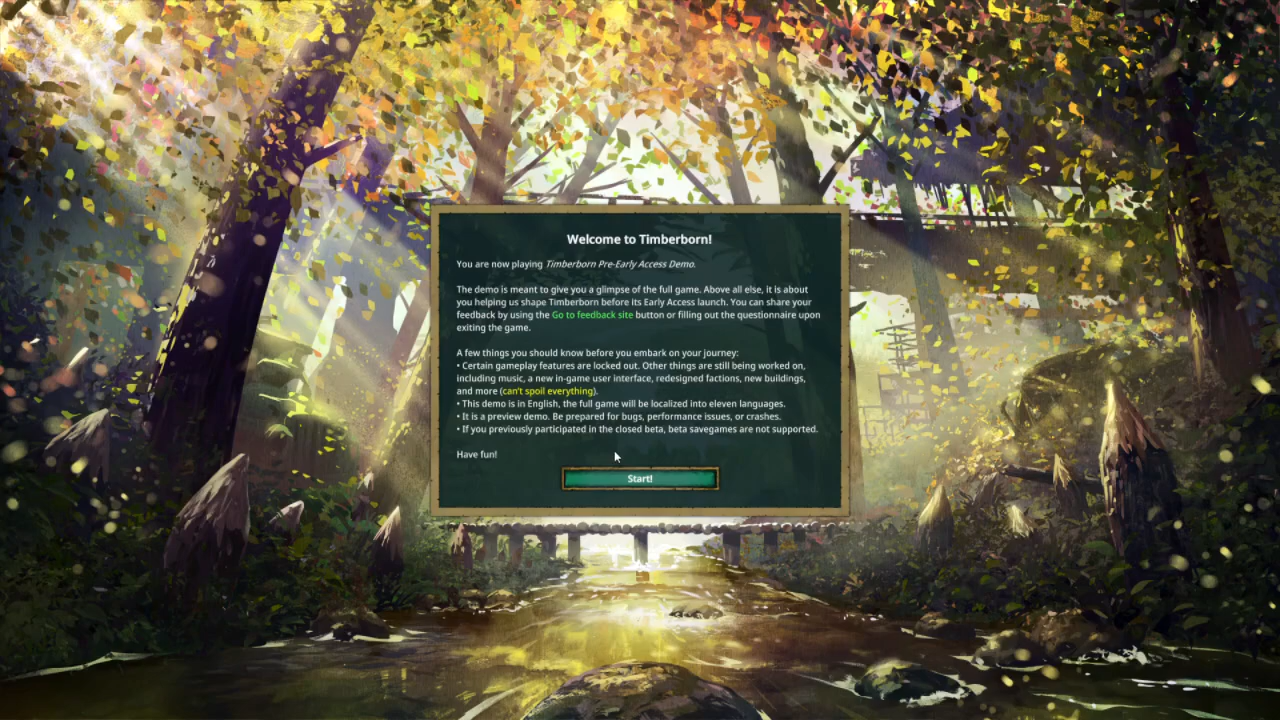 Welcome to Timberborn!
You are now playing Timberborn Pre-Early Access Demo.
The demo is meant to give you a glimpse of the full game. Above all else, it is about
you helping us shape Timberborn before its Early Access launch. You can share your
feedback by using the Go to feedback site button or filling out the questionnaire upon
exiting the game.
A few things you should know before you embark on your journey:
• Certain gameplay features are locked out. Other things are still being worked on,
including music, a new in-game user interface, redesigned factions, new buildings,
and more (can't spoil everything).
• This demo is in English, the full game will be localized into eleven languages.
• It is a preview demo. Be prepared for bugs, performance issues, or crashes.
• If you previously participated in the closed beta, beta savegames are not supported.
Have fun!
Start!